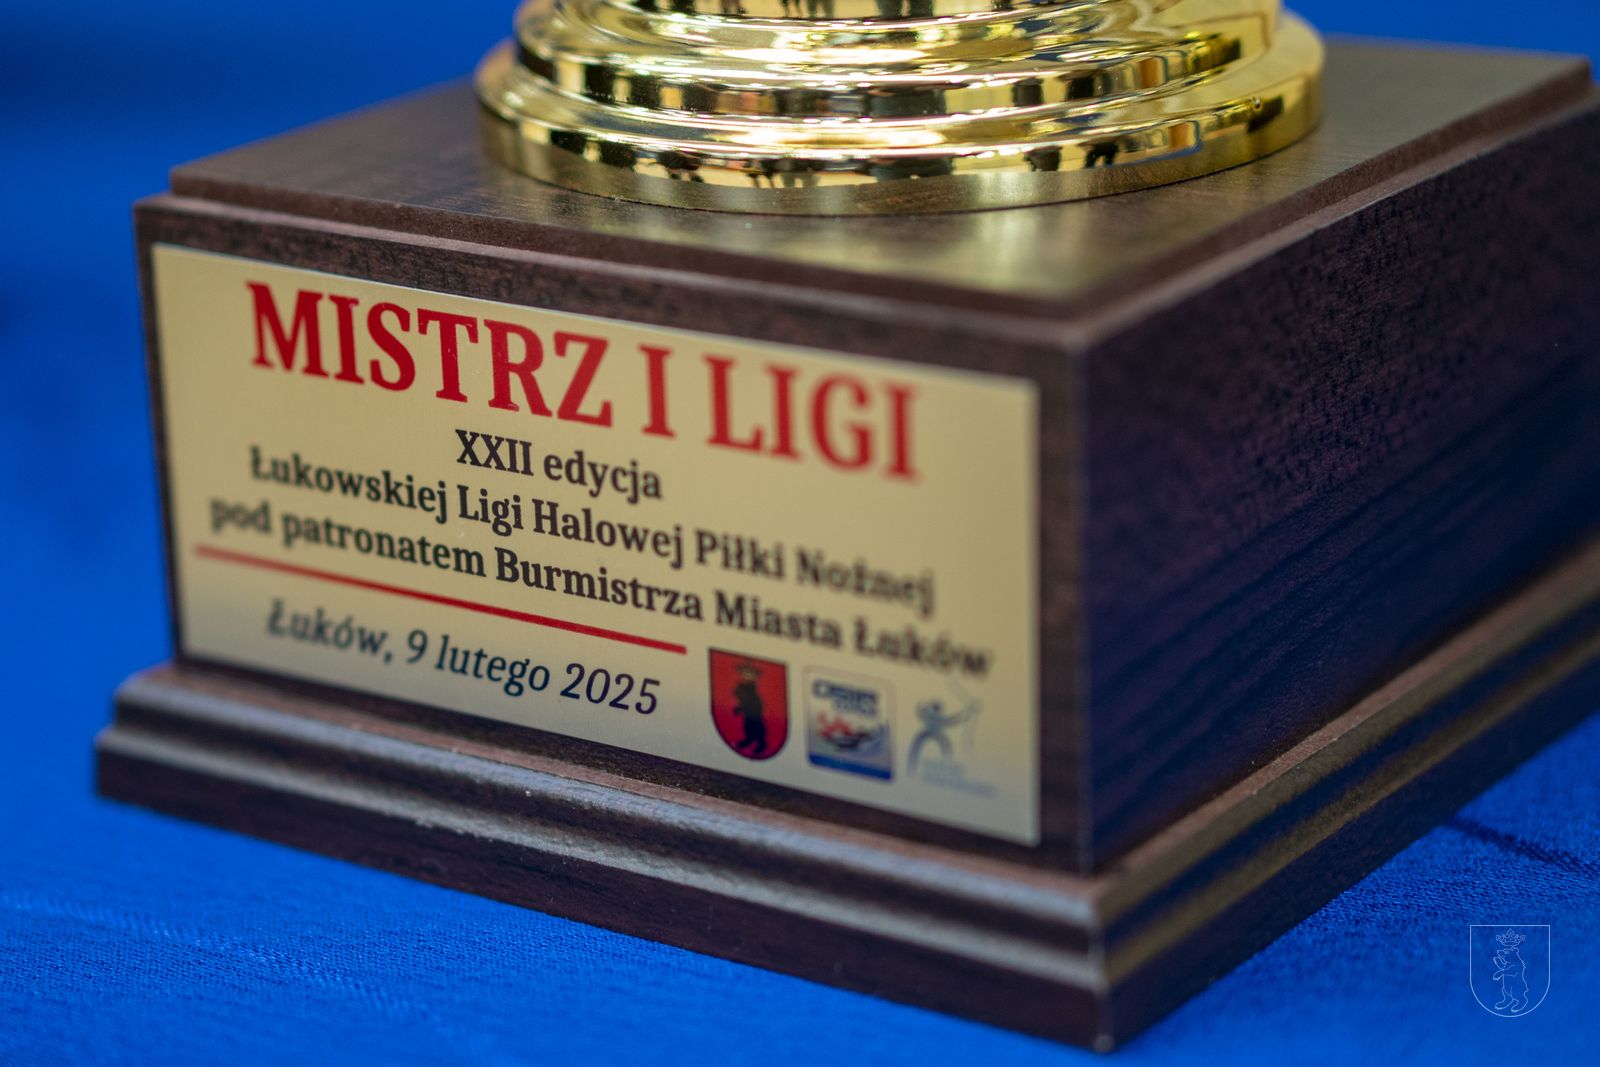 MISTRZ I LIGI
XXII edycja
Łukowskiej Ligi Halowej Piłki Nożnej
pod patronatem Burmistrza Miasta Łuków
Łuków, 9 lutego 2025